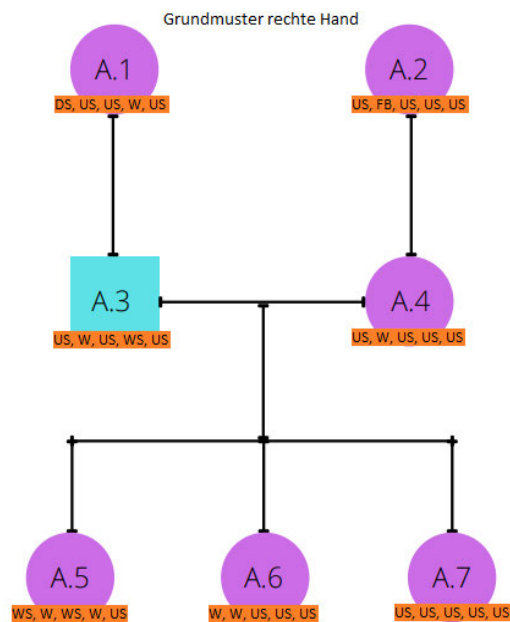 Grundmuster rechte Hand
A.1
A.2
DS, US, US, W, US
US, FB, US, US, US
A.3
A.4
US, W, US, WS, US
US, W, US, US, US
A.5
A.6
A.7
WS, W, WS, W, US
W, W, US, US, US
US, US, US, US, US